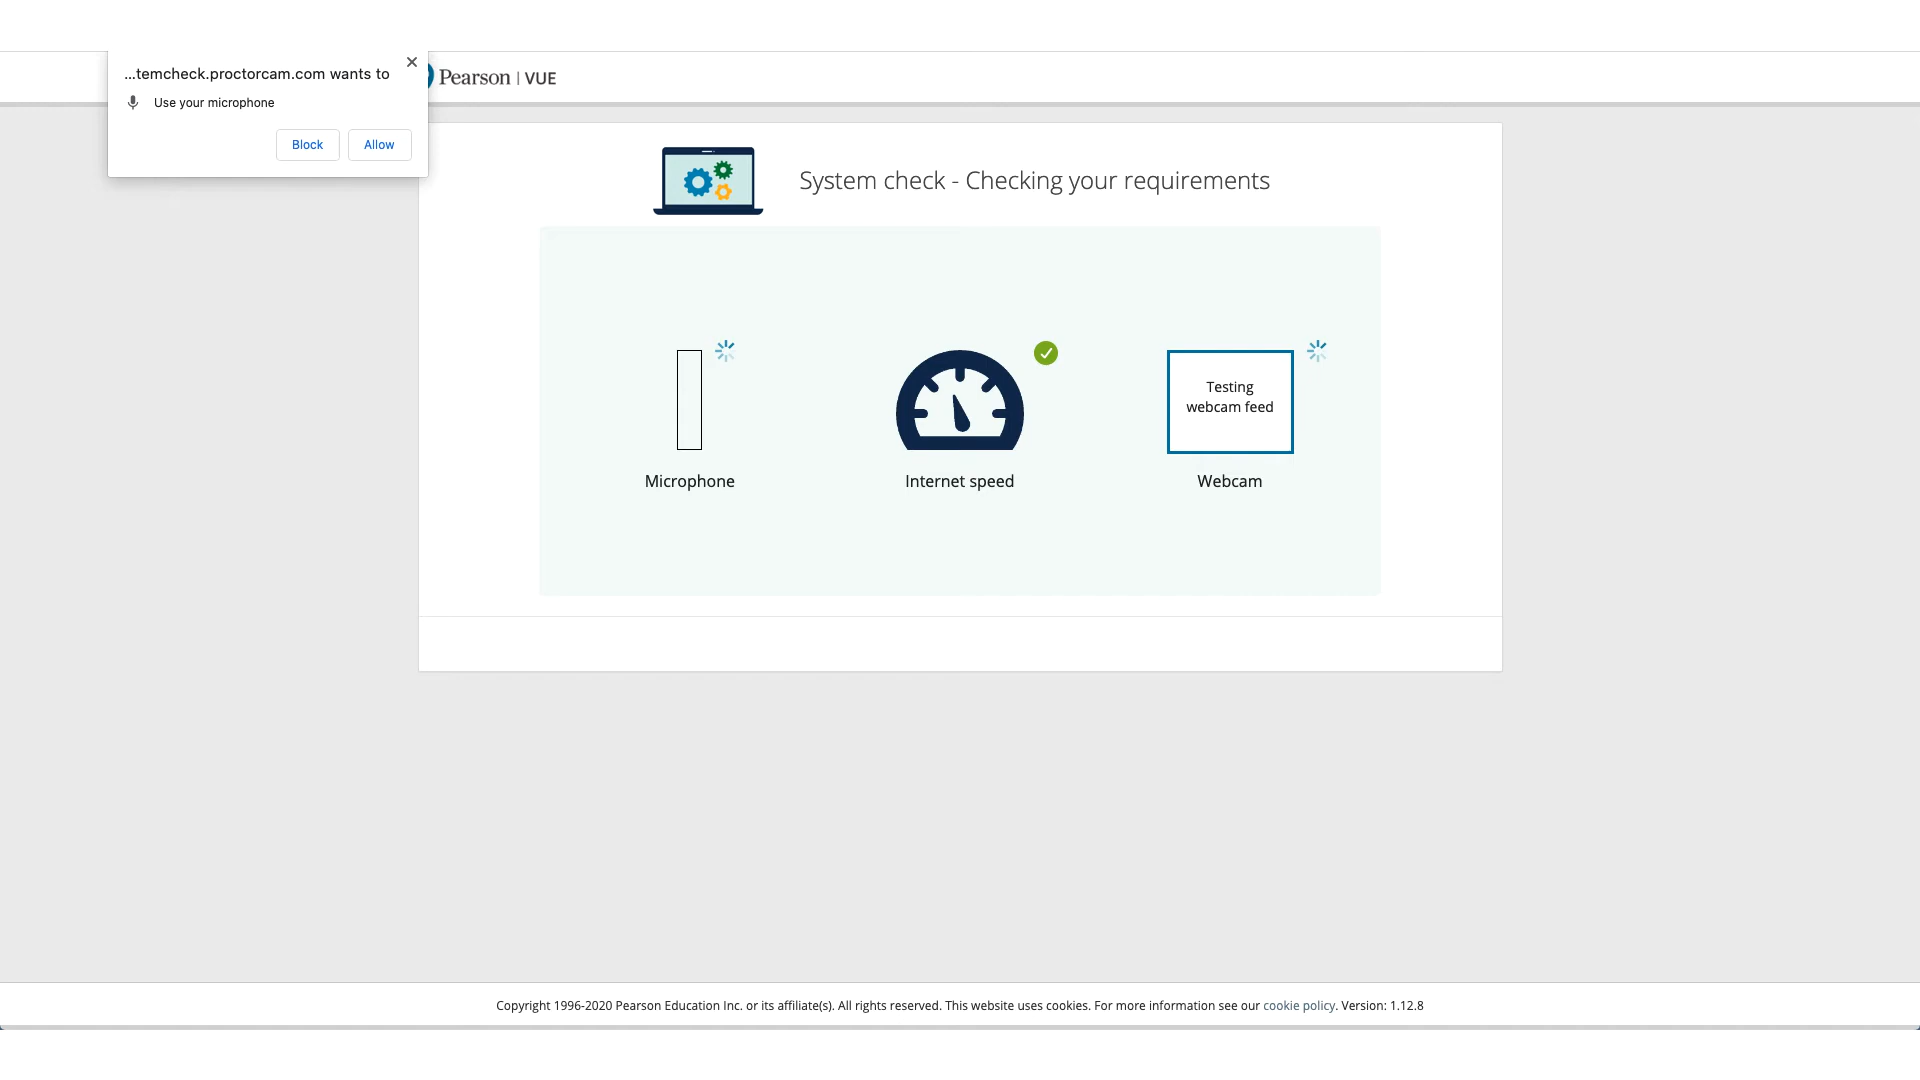 ...temcheck.proctorcam.com wants to
Use your microphone
Block
Allow
Pearson | VUE
System check - Checking your requirements
Testing
webcam feed
Microphone
Internet speed
Webcam
Copyright 1996-2020 Pearson Education Inc. or its affiliate(s). All rights reserved. This website uses cookies. For more information see our cookie policy. Version: 1.12.8